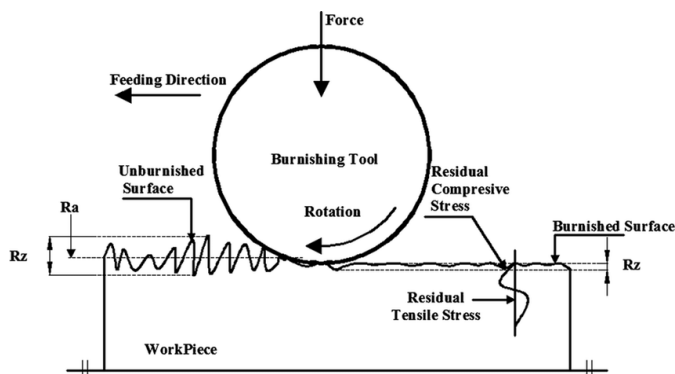 Force
Feeding Direction
Burnishing Tool
Unburnished
Surface
Residual
Compresive
Stress
Ra
Rotation
Burnished Surface
Rz
Rz
Residual
Tensile Stress
WorkPiece